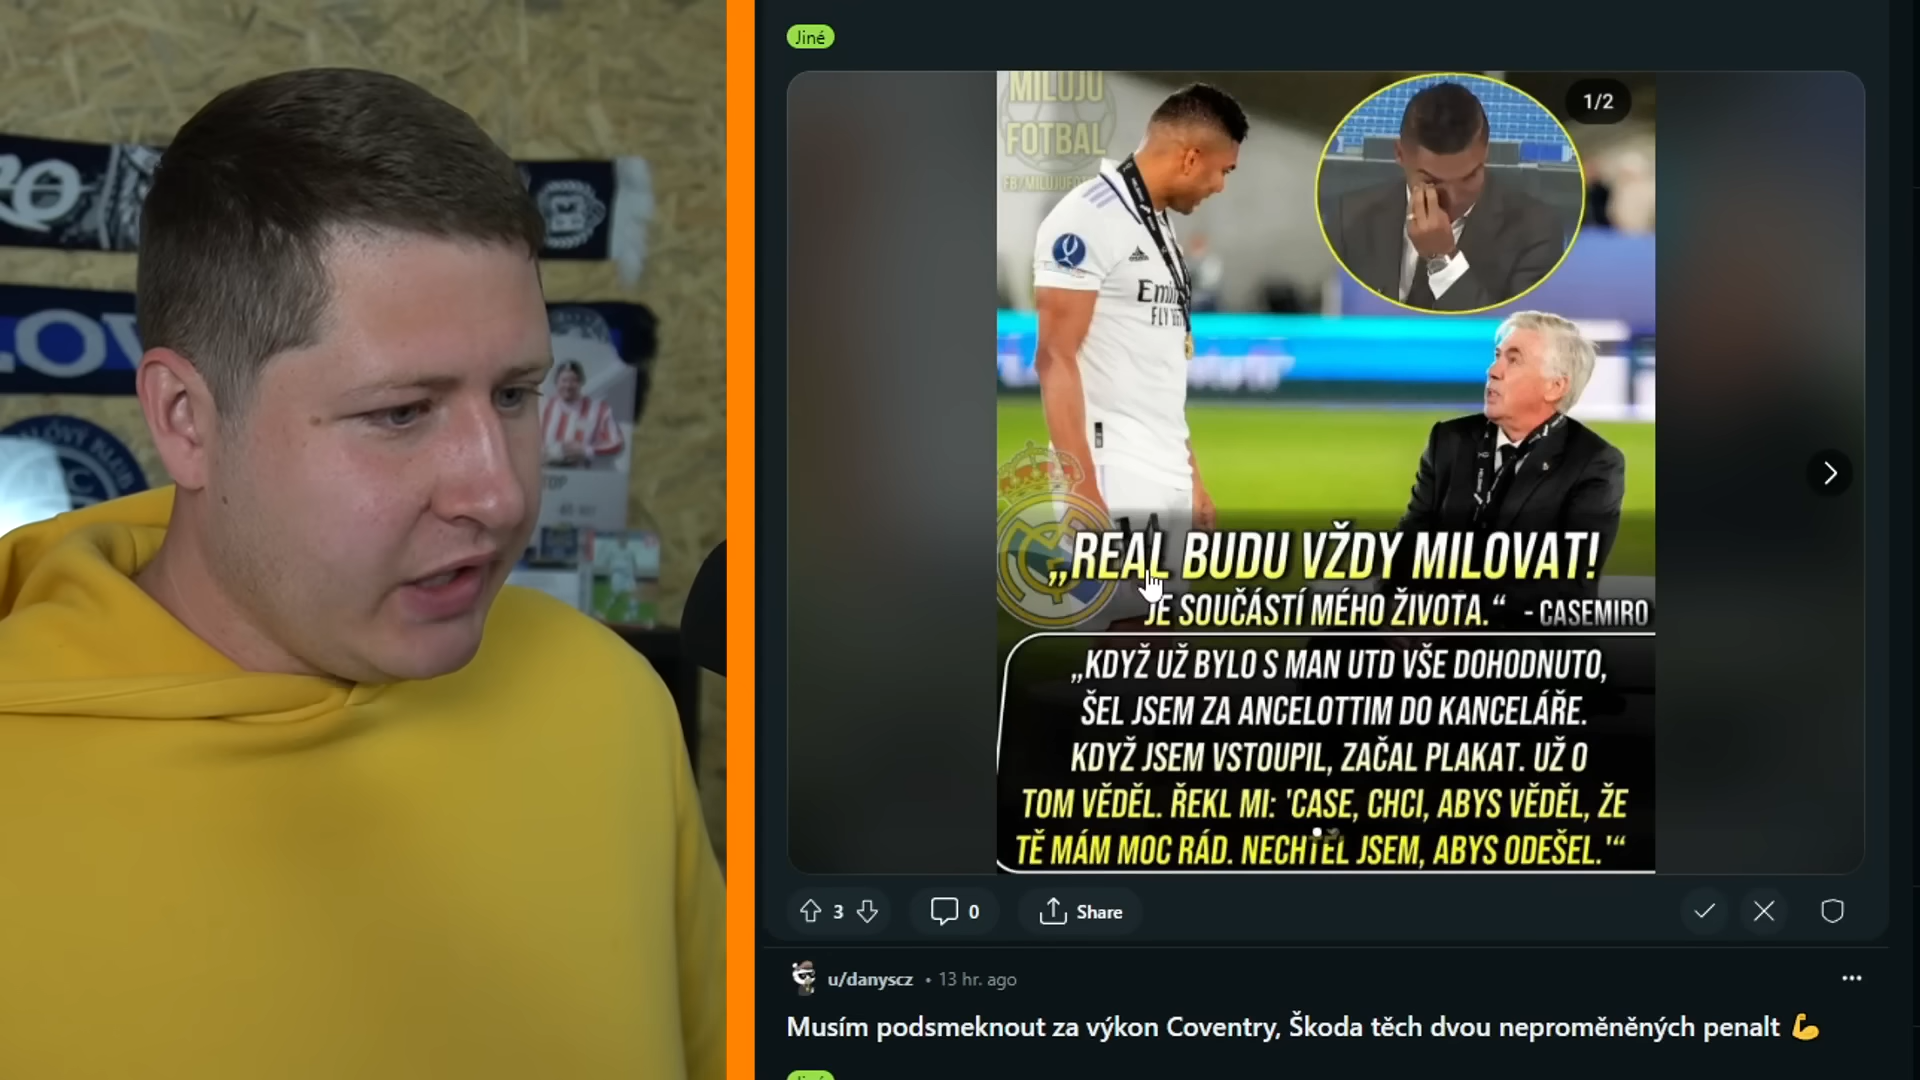 Jiné
MILUJU
FOTBAL
1/2
„REAL BUDU VŽDY MILOVAT!
JE SOUČÁSTÍ MÉHO ŽIVOTA.“ - CASEMIRO
„KDYŽ UŽ BYLO S MAN UTD VŠE DOHODNUTO,
ŠEL JSEM ZA ANCELOTTIM DO KANCELÁŘE.
KDYŽ JSEM VSTOUPIL, ZAČAL PLAKAT. UŽ O
TOM VĚDĚL. ŘEKL MI: 'CASE, CHCI, ABYS VĚDĚL, ŽE
TĚ MÁM MOC RÁD. NECHTĚL JSEM, ABYS ODEŠEL.'“
3
0
Share
u/danyscz • 13 hr. ago
Musím podsmeknout za výkon Coventry, Škoda těch dvou neproměněných penalt 💪